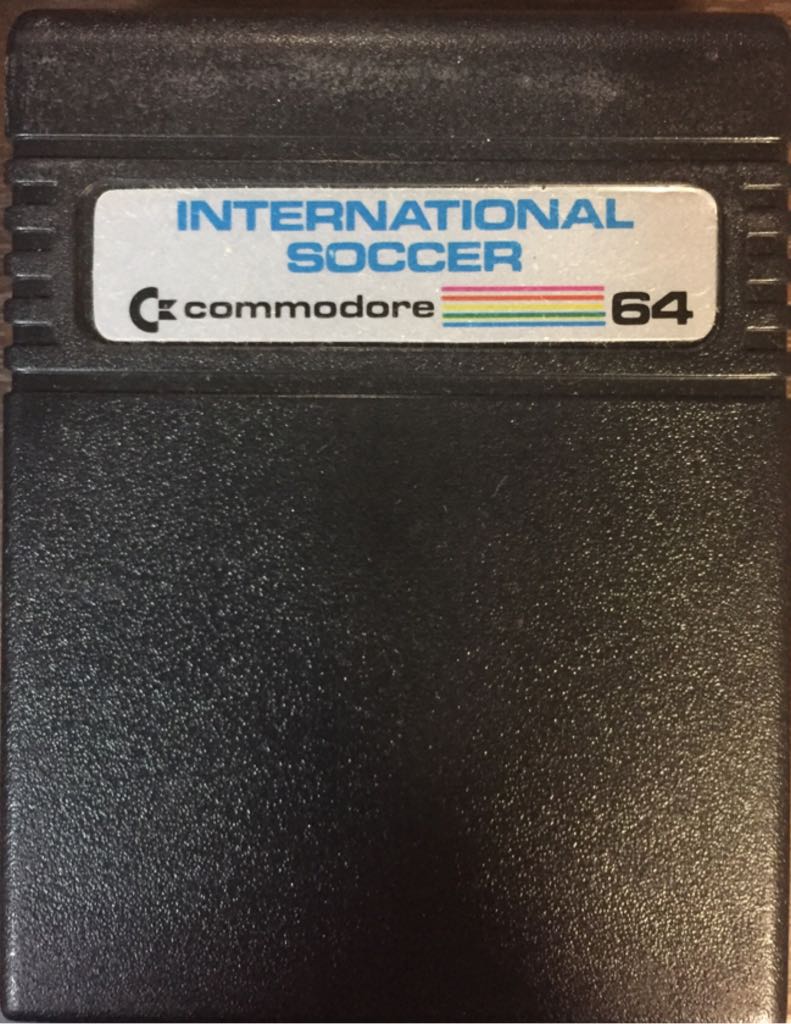 INTERNATIONAL
SOCCER
commodore 64